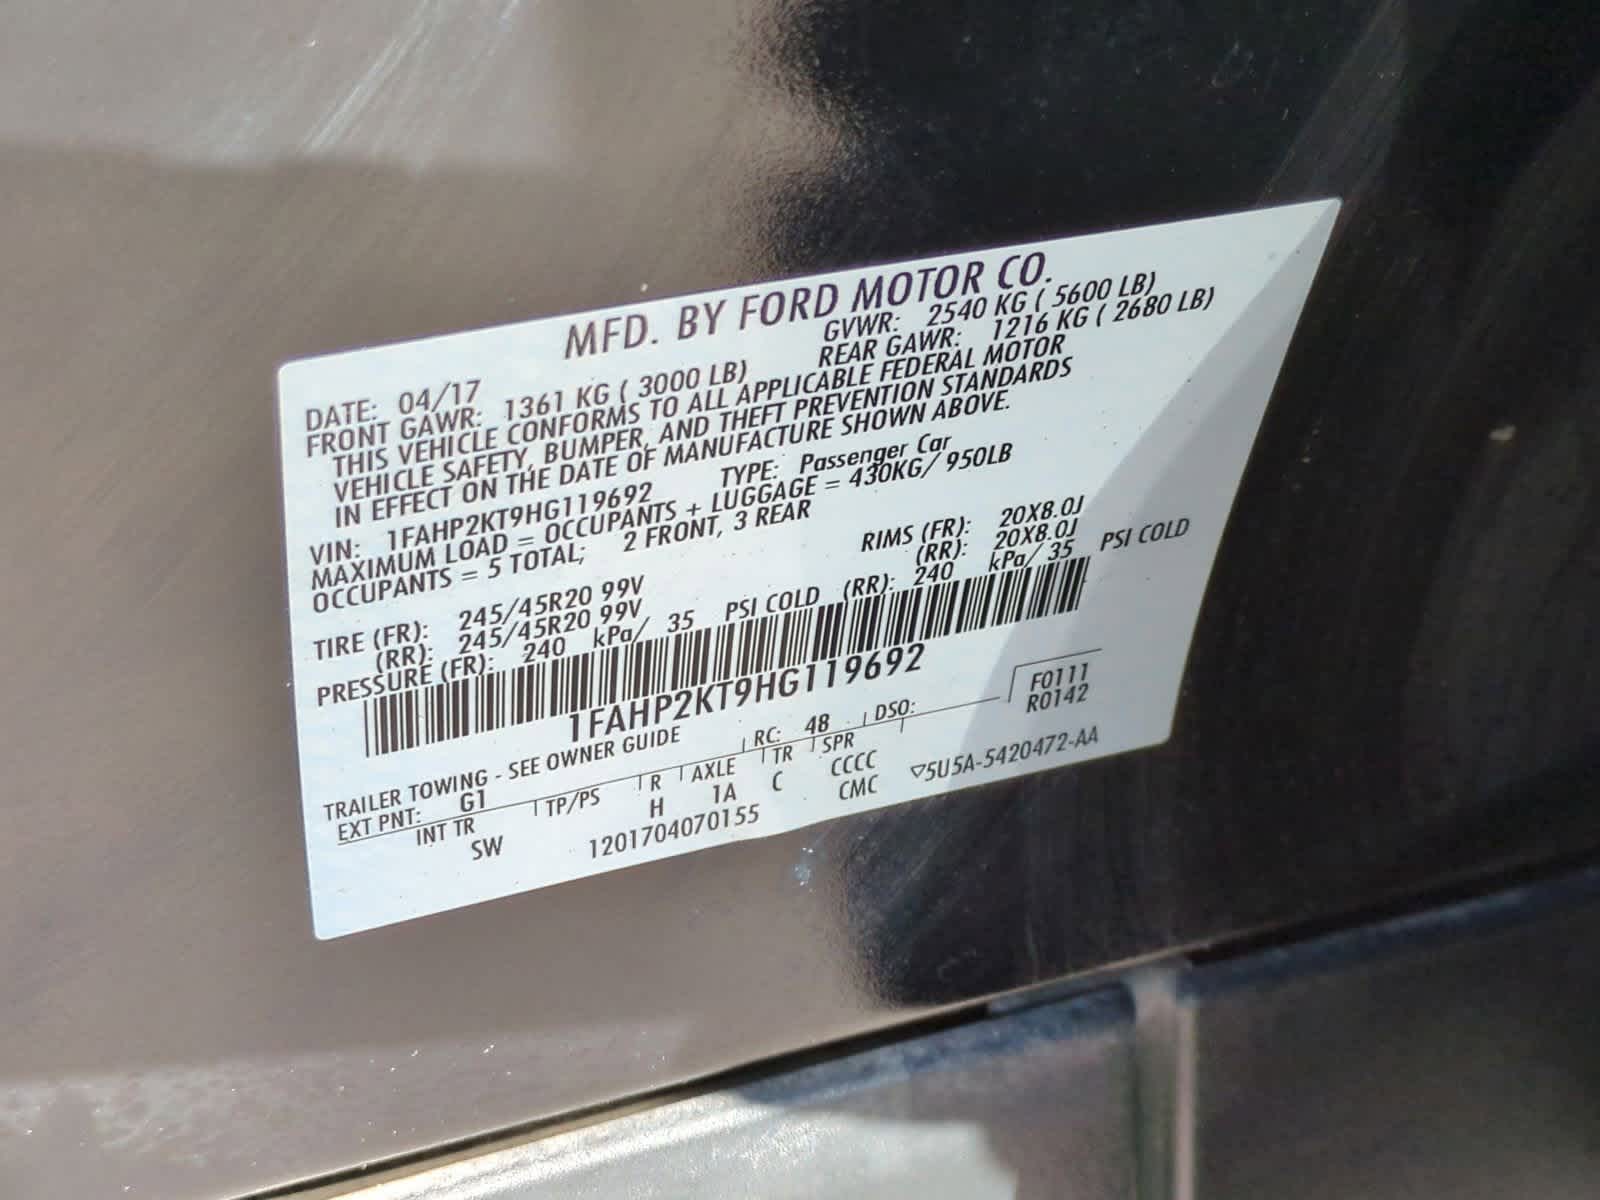 MFD. BY FORD MOTOR CO.
DATE: 04/17 GVWR: 2540 KG ( 5600 LB)
FRONT GAWR: 1361 KG ( 3000 LB) REAR GAWR: 1216 KG ( 2680 LB)
THIS VEHICLE CONFORMS TO ALL APPLICABLE FEDERAL MOTOR
VEHICLE SAFETY, BUMPER, AND THEFT PREVENTION STANDARDS
IN EFFECT ON THE DATE OF MANUFACTURE SHOWN ABOVE.
VIN: 1FAHP2KT9HG119692 TYPE: Passenger Car
MAXIMUM LOAD = OCCUPANTS + LUGGAGE = 430KG/ 950LB
OCCUPANTS = 5 TOTAL; 2 FRONT, 3 REAR
TIRE (FR): 245/45R20 99V RIMS (FR): 20X8.0J
(RR): 245/45R20 99V (RR): 20X8.0J
PRESSURE (FR): 240 kPa/ 35 PSI COLD (RR): 240 kPa/ 35 PSI COLD
1FAHP2KT9HG119692
TRAILER TOWING - SEE OWNER GUIDE
F0111
EXT PNT: G1 RC: 48 DSO: R0142
INT TR TP/PS R AXLE TR SPR
SW H 1A C CCCC
1201704070155 CMC ▽5U5A-5420472-AA